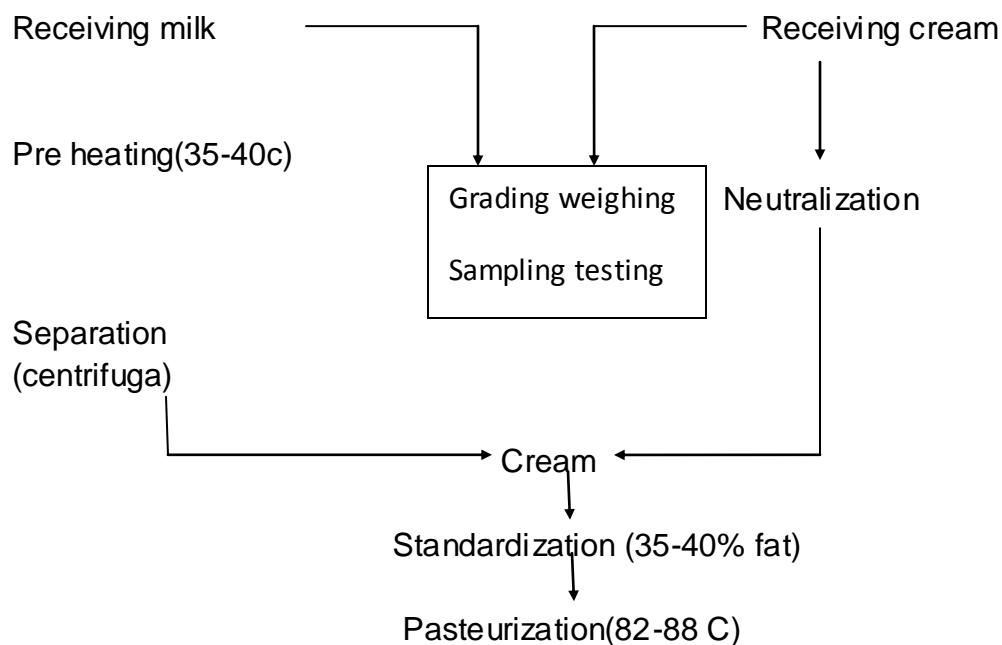 Receiving milk
Receiving cream
Pre heating(35-40c)
Grading weighing
Neutralization
Sampling testing
Separation
(centrifuga)
Cream
Standardization (35-40% fat)
Pasteurization(82-88 C)